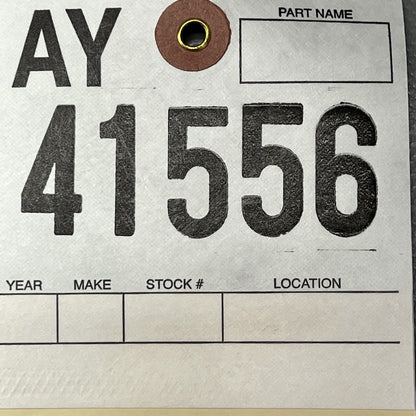 AY
PART NAME
41556
YEAR MAKE STOCK # LOCATION